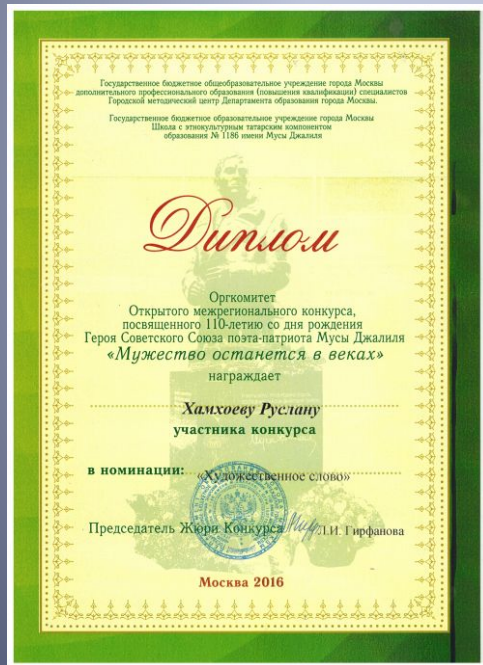 Государственное бюджетное общеобразовательное учреждение города Москвы
дополнительного профессионального образования (повышения квалификации) специалистов
Городской методический центр Департамента образования города Москвы.
Государственное бюджетное образовательное учреждение города Москвы
Школа с этнокультурным татарским компонентом
образования № 1186 имени Мусы Джалиля
Диплом
Оргкомитет
Открытого межрегионального конкурса,
посвященного 110-летию со дня рождения
Героя Советского Союза поэта-патриота Мусы Джалиля
«Мужество останется в веках»
награждает
Хамхоеву Руслану
участника конкурса
в номинации: «Художественное слово»
Председатель Жюри Конкурса Л.И. Гирфанова
Москва 2016